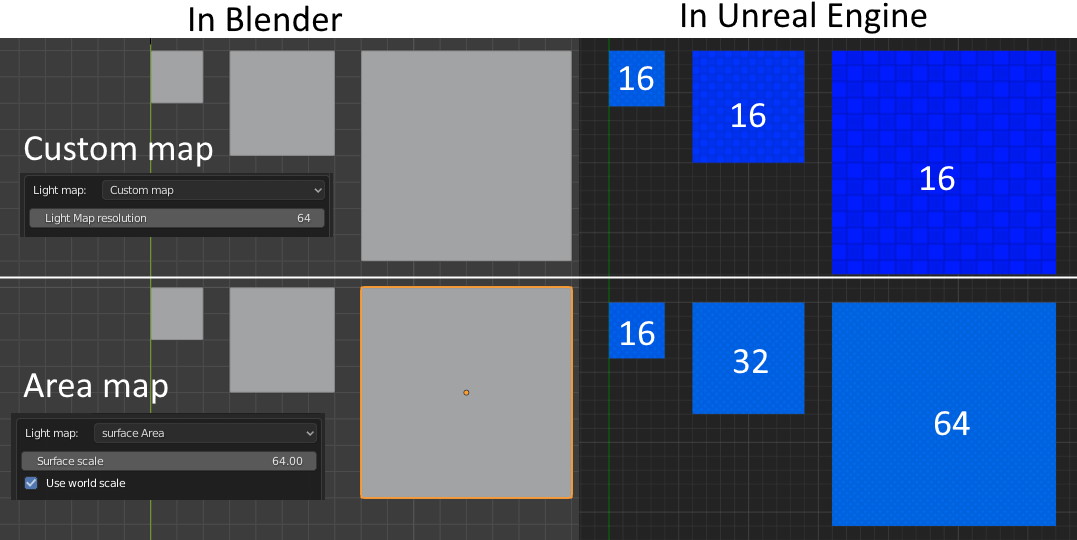 In Blender
In Unreal Engine
Custom map
Light map: Custom map
Light Map resolution 64
16
16
16
Area map
Light map: surface Area
Surface scale 64.00
Use world scale
16
32
64